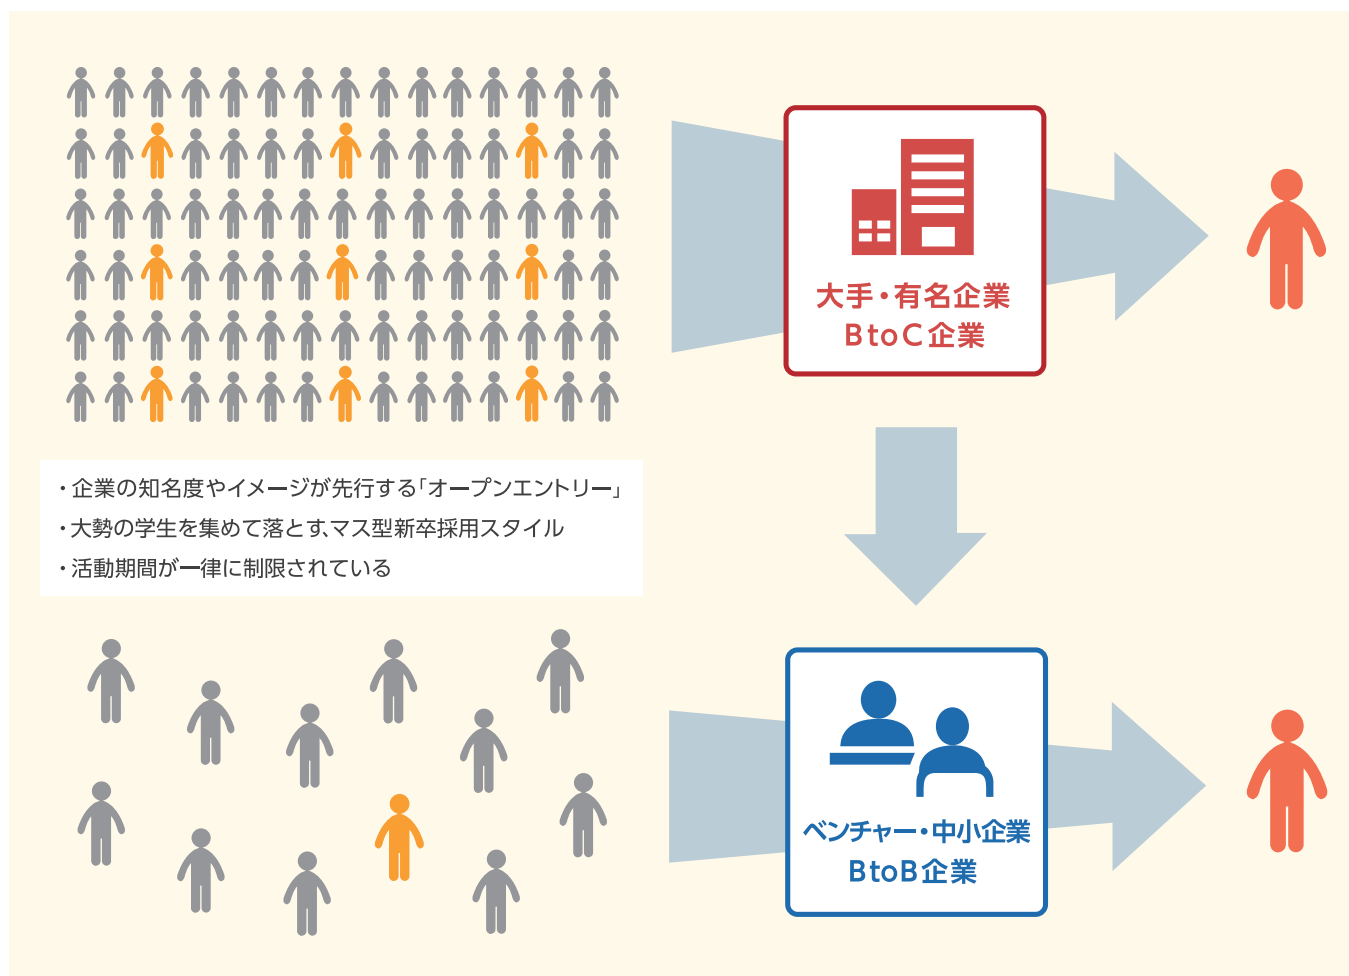 大手・有名企業
BtoC企業
・企業の知名度やイメージが先行する「オープンエントリー」
・大勢の学生を集めて落とす、マス型新卒採用スタイル
・活動期間が一律に制限されている
ベンチャー・中小企業
BtoB企業